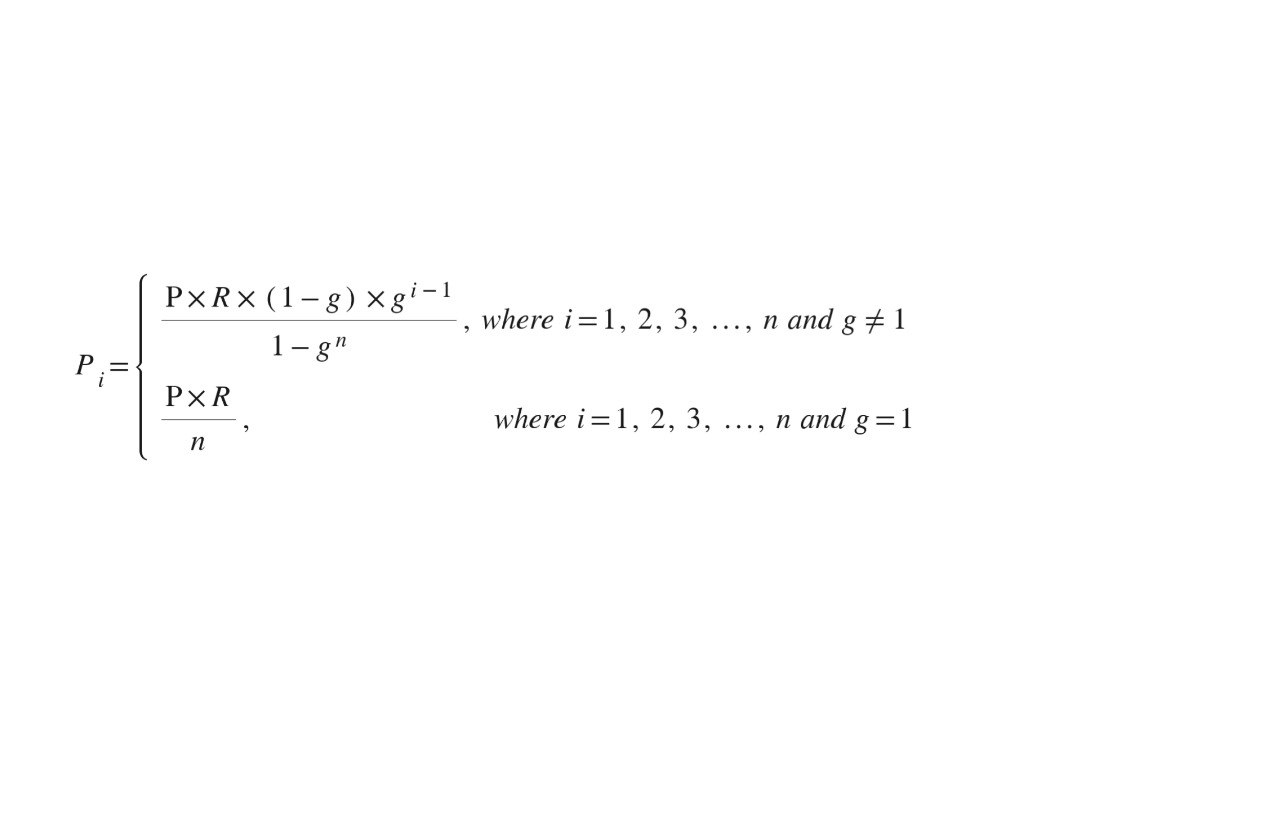 P × R × (1 − g) × g^{i − 1}
1 − g^n
, where i = 1, 2, 3, …, n and g ≠ 1
P_i =
P × R
n
, where i = 1, 2, 3, …, n and g = 1